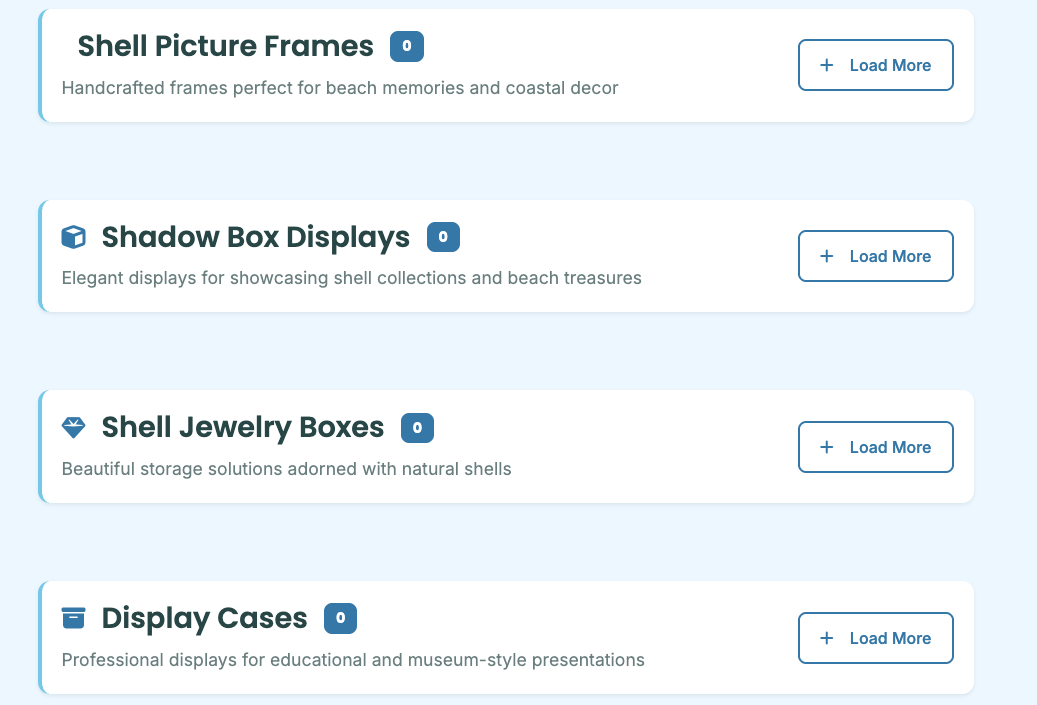 Shell Picture Frames 0
Handcrafted frames perfect for beach memories and coastal decor
+ Load More
Shadow Box Displays 0
Elegant displays for showcasing shell collections and beach treasures
+ Load More
Shell Jewelry Boxes 0
Beautiful storage solutions adorned with natural shells
+ Load More
Display Cases 0
Professional displays for educational and museum-style presentations
+ Load More